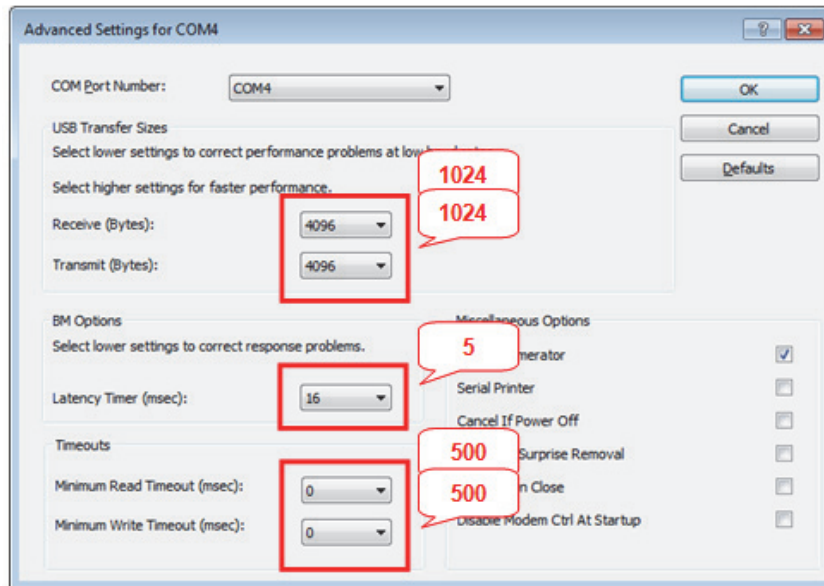 Advanced Settings for COM4
COM Port Number:
COM4
OK
USB Transfer Sizes
Cancel
Select lower settings to correct performance problems at low
Select higher settings for faster performance.
1024
Defaults
1024
Receive (Bytes):
4096
Transmit (Bytes):
4096
BM Options
Miscellaneous Options
Select lower settings to correct response problems.
5
Latency Timer (msec):
16
Serial Printer
Cancel If Power Off
Timeouts
500
Surprise Removal
Minimum Read Timeout (msec):
0
500
Close
Minimum Write Timeout (msec):
0
Disable Modem Ctrl At Startup